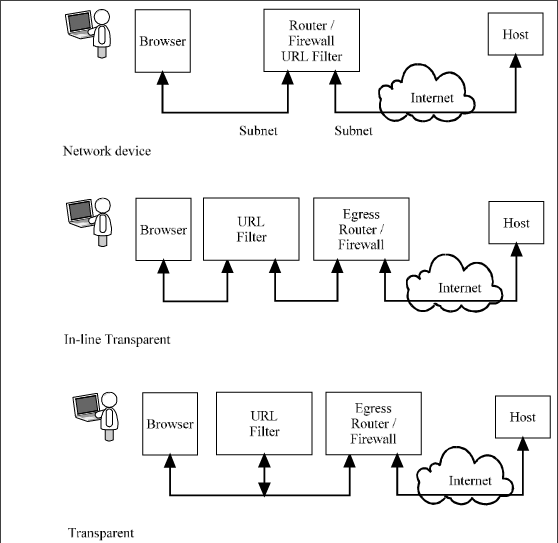 Browser
Router /
Firewall
URL Filter
Host
Internet
Subnet
Subnet
Network device
Browser
URL
Filter
Egress
Router /
Firewall
Host
Internet
In-line Transparent
Browser
URL
Filter
Egress
Router /
Firewall
Host
Internet
Transparent